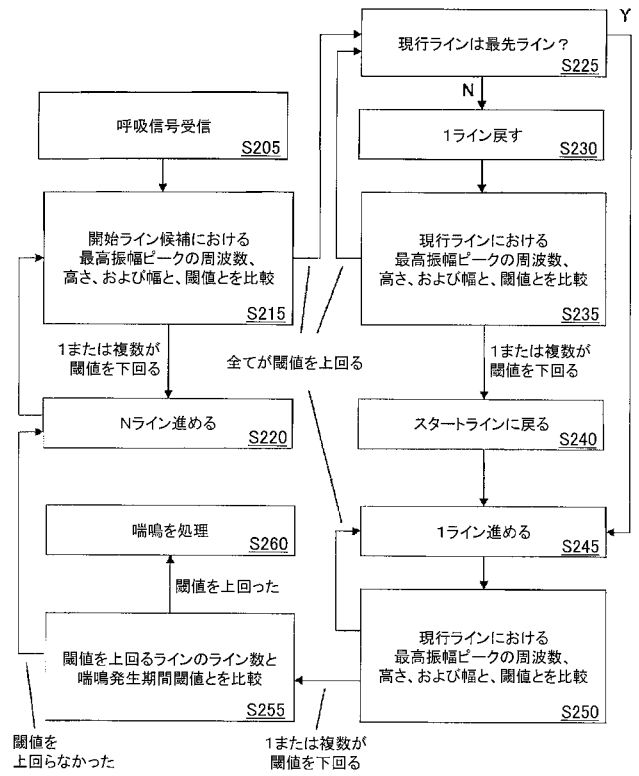 Y
現行ラインは最先ライン？
S225
N
呼吸信号受信
S205
1ライン戻す
S230
開始ライン候補における
最高振幅ピークの周波数、
高さ、および幅と、閾値とを比較
S215
現行ラインにおける
最高振幅ピークの周波数、
高さ、および幅と、閾値とを比較
S235
1または複数が
閾値を下回る
全てが閾値を上回る
1または複数が
閾値を下回る
Nライン進める
S220
スタートラインに戻る
S240
喘鳴を処理
S260
1ライン進める
S245
閾値を上回った
閾値を上回るラインのライン数と
喘鳴発生期間閾値とを比較
S255
現行ラインにおける
最高振幅ピークの周波数、
高さ、および幅と、閾値とを比較
S250
閾値を
上回らなかった
1または複数が
閾値を下回る